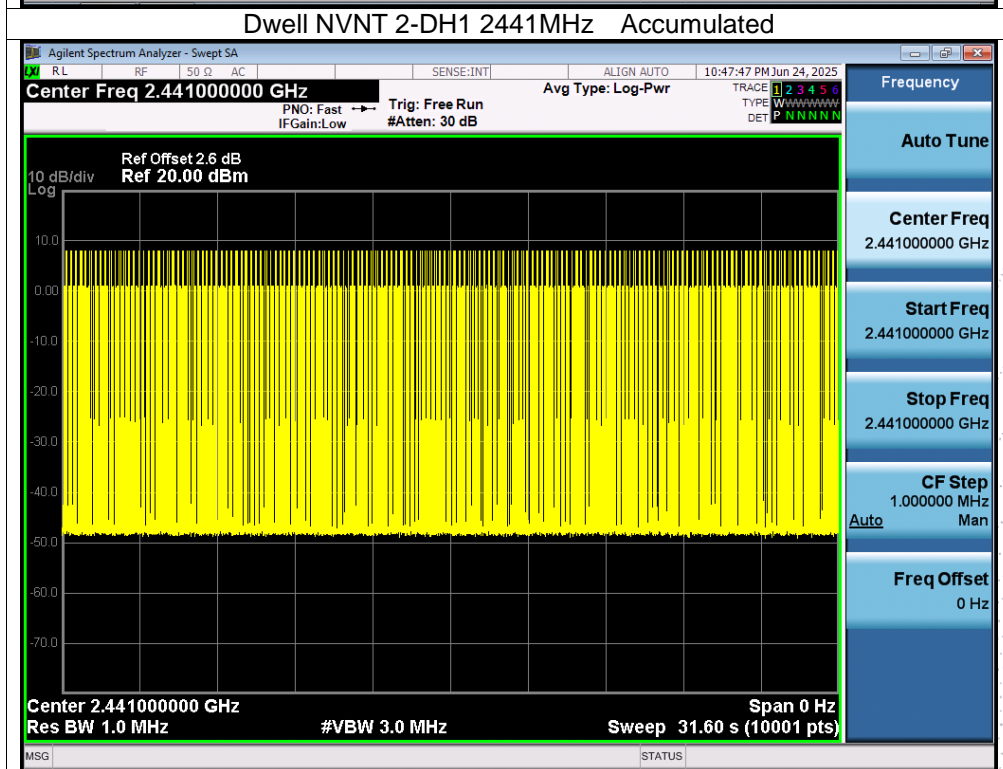 Dwell NVNT 2-DH1 2441MHz Accumulated
Agilent Spectrum Analyzer - Swept SA
LXI RL RF 50 Ω AC SENSE:INT ALIGN AUTO 10:47:47 PM Jun 24, 2025
Center Freq 2.441000000 GHz
PNO: Fast
IFGain:Low
Trig: Free Run
#Atten: 30 dB
Avg Type: Log-Pwr
TRACE 1 2 3 4 5 6
TYPE WWWWWW
DET P N N N N N
Ref Offset 2.6 dB
10 dB/div Ref 20.00 dBm
Log
10.0
0.00
-10.0
-20.0
-30.0
-40.0
-50.0
-60.0
-70.0
Center 2.441000000 GHz Span 0 Hz
Res BW 1.0 MHz #VBW 3.0 MHz Sweep 31.60 s (10001 pts)
MSG STATUS
Frequency
Auto Tune
Center Freq
2.441000000 GHz
Start Freq
2.441000000 GHz
Stop Freq
2.441000000 GHz
CF Step
1.000000 MHz
Auto Man
Freq Offset
0 Hz